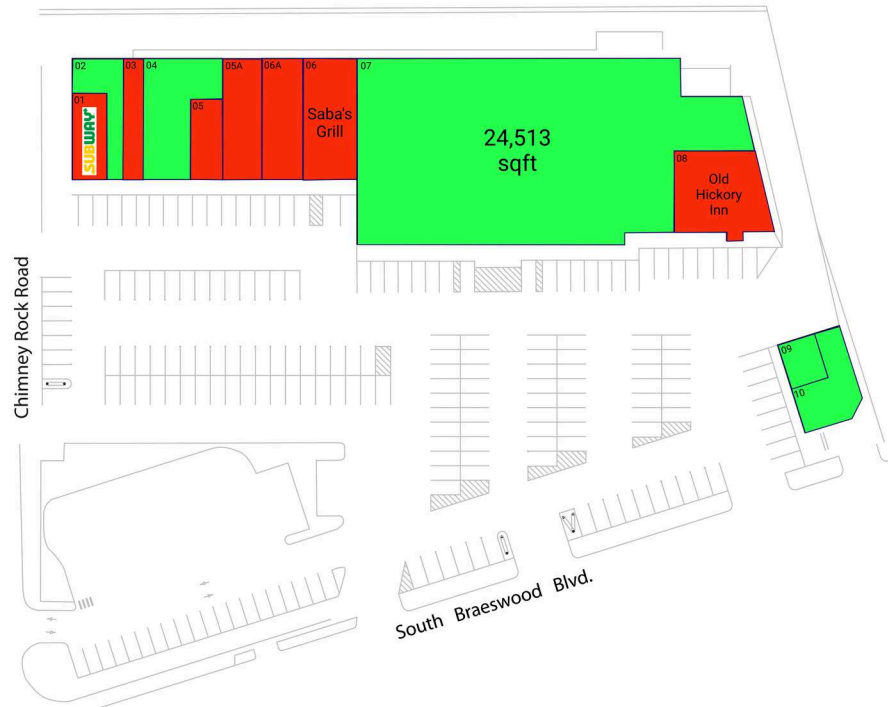 02
03
04
05A
06A
06
07
01
SUBWAY
05
Saba's
Grill
24,513
sqft
08
Old
Hickory
Inn
Chimney Rock Road
09
10
South Braeswood Blvd.